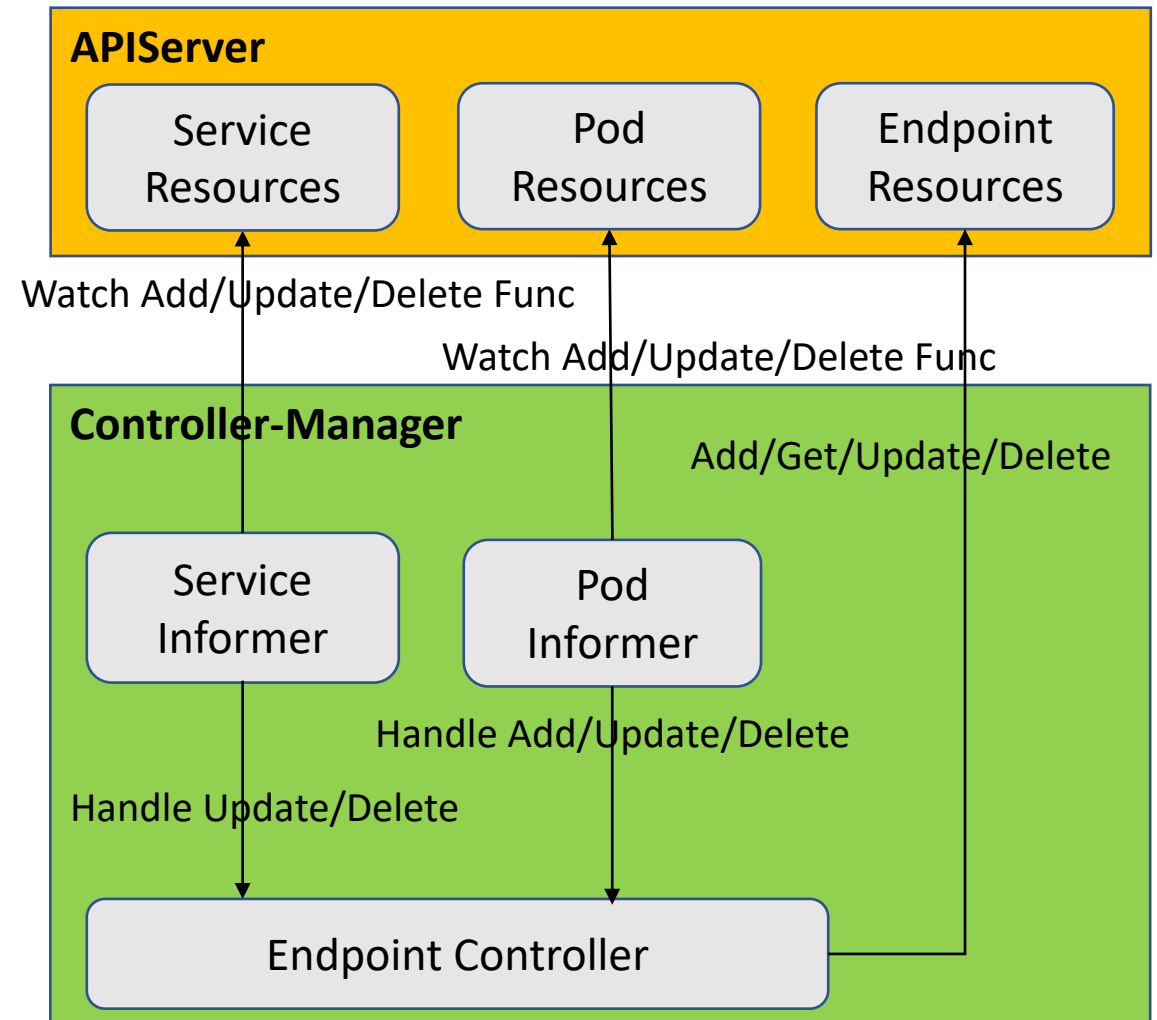 APIServer
Service
Resources
Pod
Resources
Endpoint
Resources
Watch Add/Update/Delete Func
Watch Add/Update/Delete Func
Controller-Manager
Add/Get/Update/Delete
Service
Informer
Pod
Informer
Handle Add/Update/Delete
Handle Update/Delete
Endpoint Controller